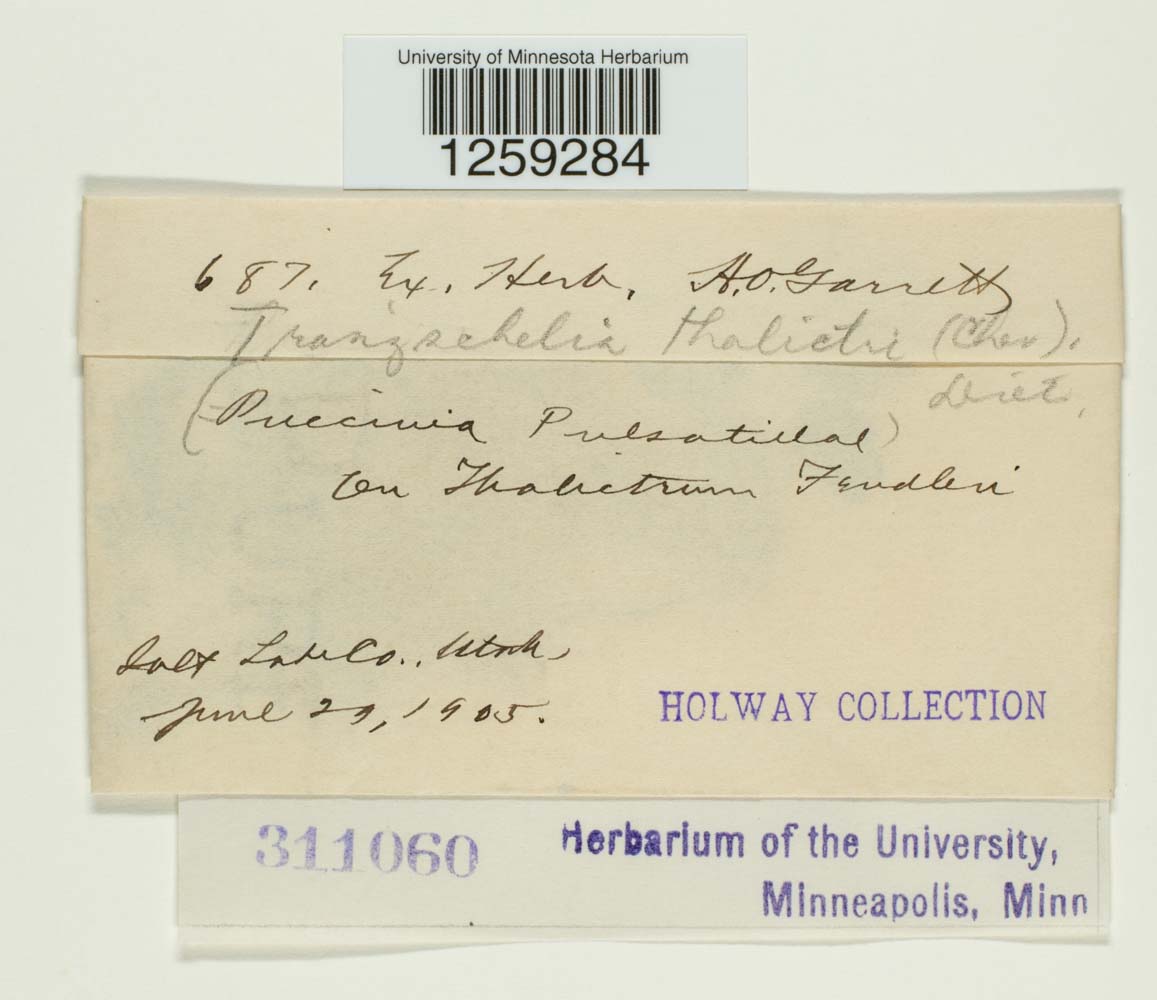 University of Minnesota Herbarium
1259284
687. Ex. Herb. A.O. Garrett
Tranzschelia thalictri (Chev).
Diet.
(Puccinia Pulsatillae)
On Thalictrum Fendleri
Salt Lake Co., Utah,
June 29, 1905.
HOLWAY COLLECTION
311060
Herbarium of the University,
Minneapolis, Minn